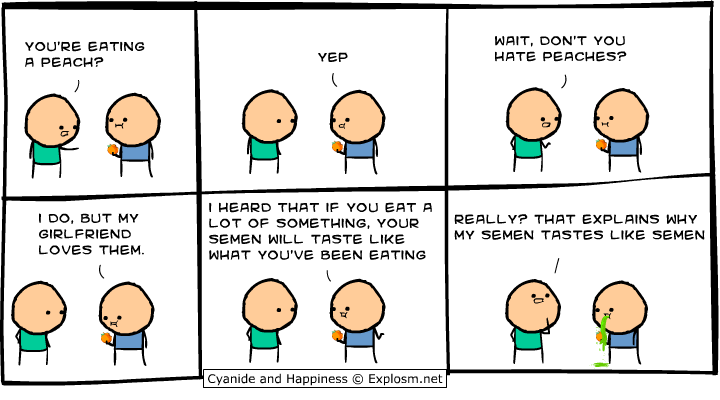 YOU'RE EATING
A PEACH?
YEP
WAIT, DON'T YOU
HATE PEACHES?
I DO, BUT MY
GIRLFRIEND
LOVES THEM.
I HEARD THAT IF YOU EAT A
LOT OF SOMETHING, YOUR
SEMEN WILL TASTE LIKE
WHAT YOU'VE BEEN EATING
REALLY? THAT EXPLAINS WHY
MY SEMEN TASTES LIKE SEMEN
Cyanide and Happiness © Explosm.net